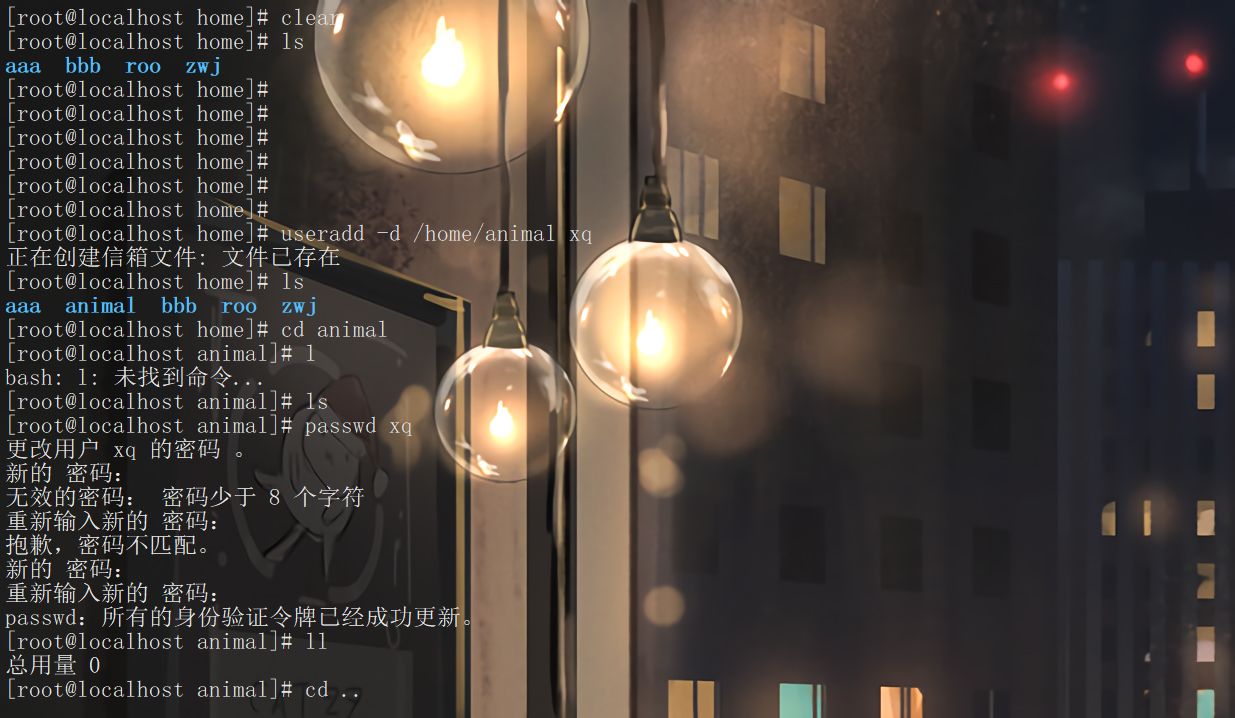 [root@localhost home]# clear
[root@localhost home]# ls
aaa  bbb  roo  zwj
[root@localhost home]#
[root@localhost home]#
[root@localhost home]#
[root@localhost home]#
[root@localhost home]#
[root@localhost home]#
[root@localhost home]# useradd -d /home/animal xq
正在创建信箱文件: 文件已存在
[root@localhost home]# ls
aaa  animal  bbb  roo  zwj
[root@localhost home]# cd animal
[root@localhost animal]# l
bash: l: 未找到命令...
[root@localhost animal]# ls
[root@localhost animal]# passwd xq
更改用户 xq 的密码 。
新的 密码：
无效的密码： 密码少于 8 个字符
重新输入新的 密码：
抱歉，密码不匹配。
新的 密码：
重新输入新的 密码：
passwd：所有的身份验证令牌已经成功更新。
[root@localhost animal]# ll
总用量 0
[root@localhost animal]# cd ..